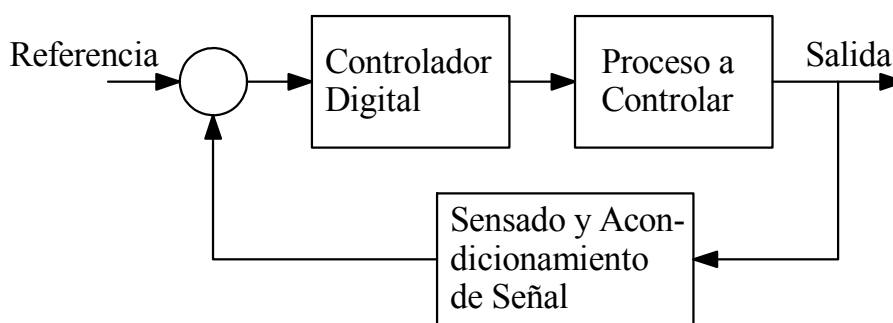 Referencia
Controlador
Digital
Proceso a
Controlar
Salida
Sensado y Acon-
dicionamiento
de Señal